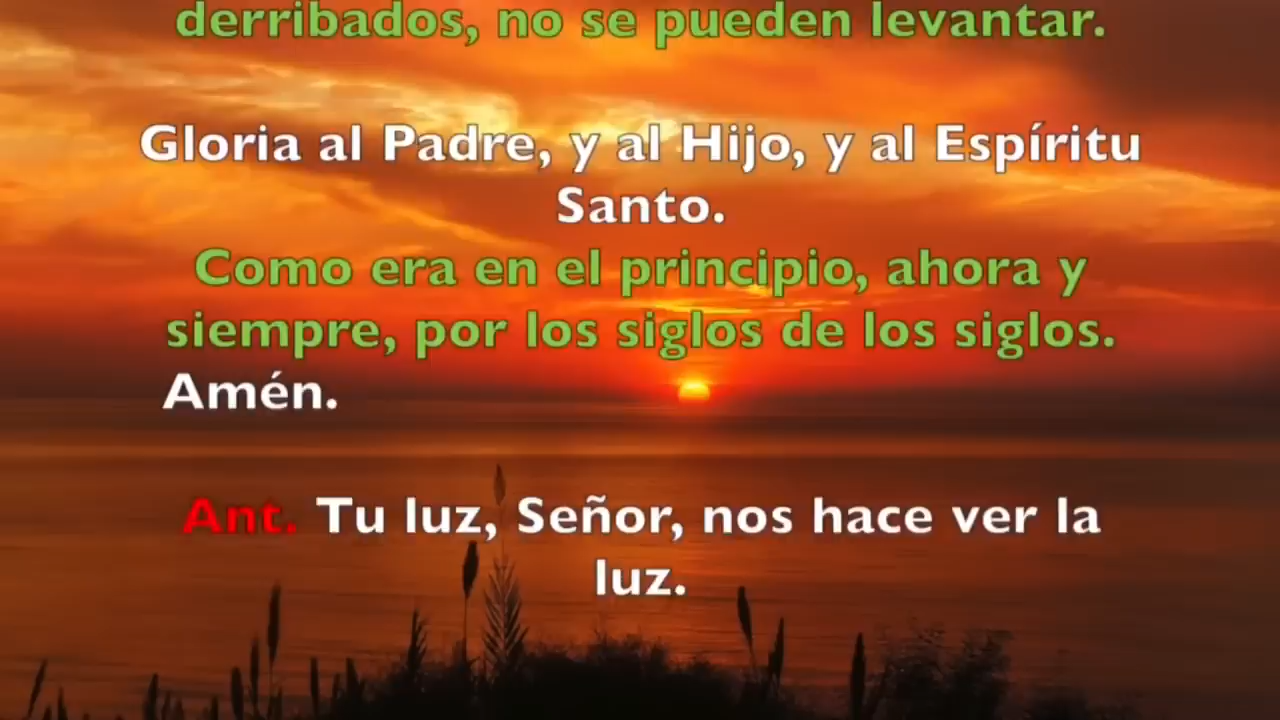 derribados, no se pueden levantar.
Gloria al Padre, y al Hijo, y al Espíritu
Santo.
Como era en el principio, ahora y
siempre, por los siglos de los siglos.
Amén.
Ant. Tu luz, Señor, nos hace ver la
luz.